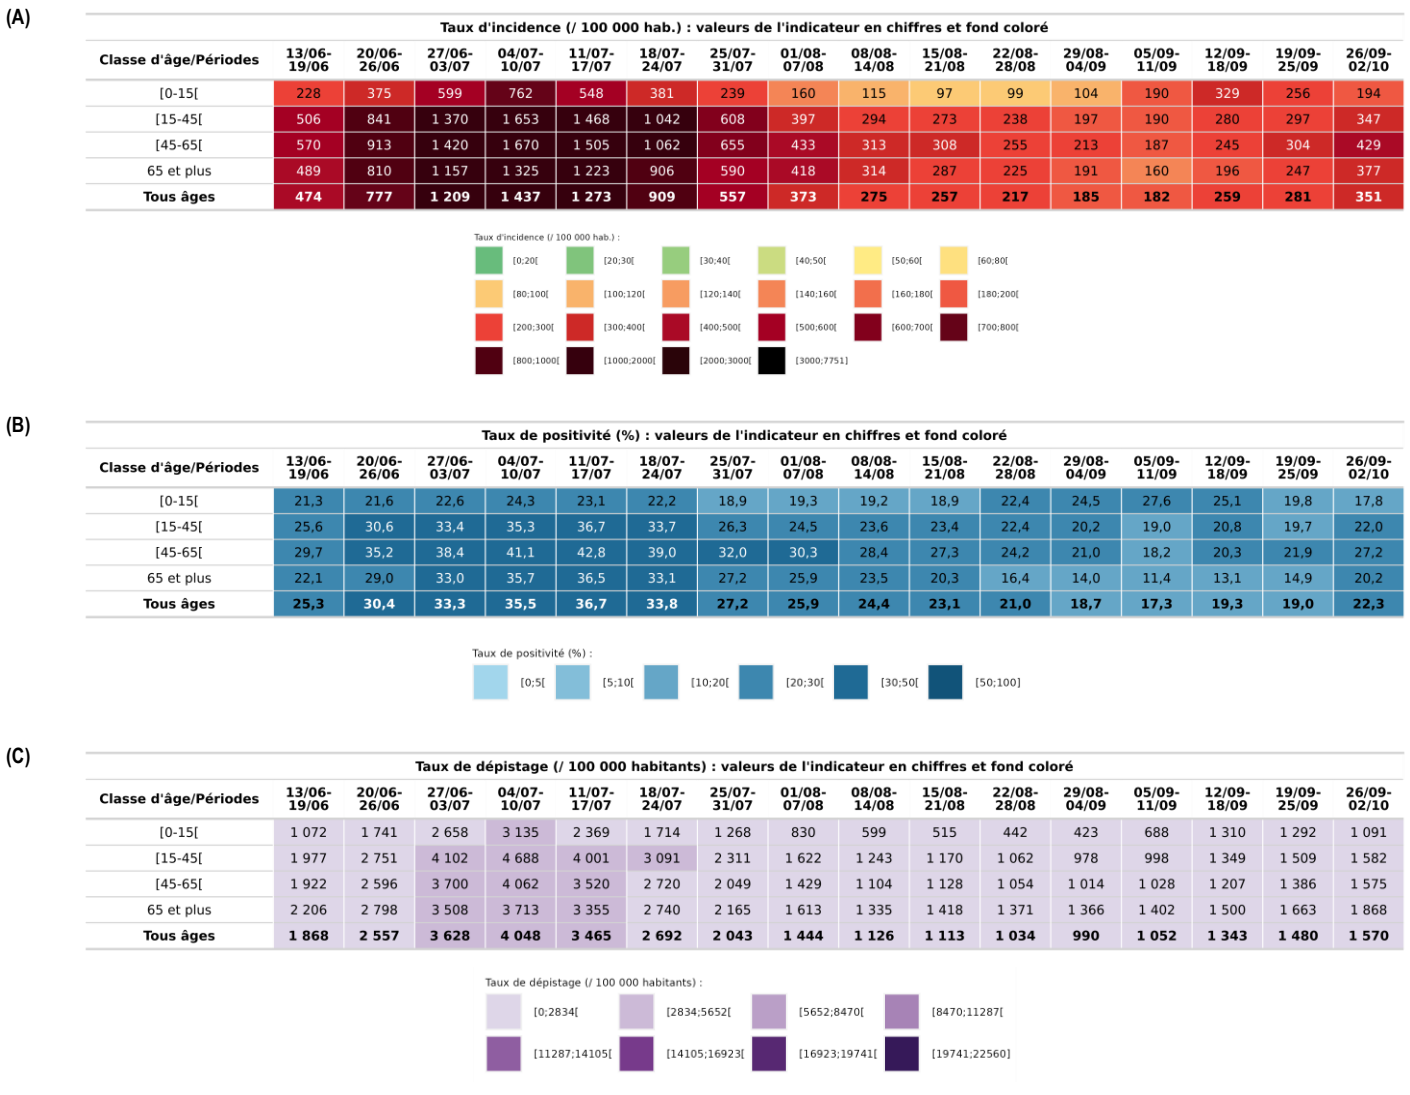 (A)
Taux d'incidence (/ 100 000 hab.) : valeurs de l'indicateur en chiffres et fond coloré
Classe d'âge/Périodes 13/06-19/06 20/06-26/06 27/06-03/07 04/07-10/07 11/07-17/07 18/07-24/07 25/07-31/07 01/08-07/08 08/08-14/08 15/08-21/08 22/08-28/08 29/08-04/09 05/09-11/09 12/09-18/09 19/09-25/09 26/09-02/10
[0-15[ 228 375 599 762 548 381 239 160 115 97 99 104 190 329 256 194
[15-45[ 506 841 1 370 1 653 1 468 1 042 608 397 294 273 238 197 190 280 297 347
[45-65[ 570 913 1 420 1 670 1 505 1 062 655 433 313 308 255 213 187 245 304 429
65 et plus 489 810 1 157 1 325 1 223 906 590 418 314 287 225 191 160 196 247 377
Tous âges 474 777 1 209 1 437 1 273 909 557 373 275 257 217 185 182 259 281 351
Taux d'incidence (/ 100 000 hab.) :
[0;20[ [20;30[ [30;40[ [40;50[ [50;60[ [60;80[
[80;100[ [100;120[ [120;140[ [140;160[ [160;180[ [180;200[
[200;300[ [300;400[ [400;500[ [500;600[ [600;700[ [700;800[
[800;1000[ [1000;2000[ [2000;3000[ [3000;7751]
(B)
Taux de positivité (%) : valeurs de l'indicateur en chiffres et fond coloré
Classe d'âge/Périodes 13/06-19/06 20/06-26/06 27/06-03/07 04/07-10/07 11/07-17/07 18/07-24/07 25/07-31/07 01/08-07/08 08/08-14/08 15/08-21/08 22/08-28/08 29/08-04/09 05/09-11/09 12/09-18/09 19/09-25/09 26/09-02/10
[0-15[ 21,3 21,6 22,6 24,3 23,1 22,2 18,9 19,3 19,2 18,9 22,4 24,5 27,6 25,1 19,8 17,8
[15-45[ 25,6 30,6 33,4 35,3 36,7 33,7 26,3 24,5 23,6 23,4 22,4 20,2 19,0 20,8 19,7 22,0
[45-65[ 29,7 35,2 38,4 41,1 42,8 39,0 32,0 30,3 28,4 27,3 24,2 21,0 18,2 20,3 21,9 27,2
65 et plus 22,1 29,0 33,0 35,7 36,5 33,1 27,2 25,9 23,5 20,3 16,4 14,0 11,4 13,1 14,9 20,2
Tous âges 25,3 30,4 33,3 35,5 36,7 33,8 27,2 25,9 24,4 23,1 21,0 18,7 17,3 19,3 19,0 22,3
Taux de positivité (%) :
[0;5[ [5;10[ [10;20[ [20;30[ [30;50[ [50;100]
(C)
Taux de dépistage (/ 100 000 habitants) : valeurs de l'indicateur en chiffres et fond coloré
Classe d'âge/Périodes 13/06-19/06 20/06-26/06 27/06-03/07 04/07-10/07 11/07-17/07 18/07-24/07 25/07-31/07 01/08-07/08 08/08-14/08 15/08-21/08 22/08-28/08 29/08-04/09 05/09-11/09 12/09-18/09 19/09-25/09 26/09-02/10
[0-15[ 1 072 1 741 2 658 3 135 2 369 1 714 1 268 830 599 515 442 423 688 1 310 1 292 1 091
[15-45[ 1 977 2 751 4 102 4 688 4 001 3 091 2 311 1 622 1 243 1 170 1 062 978 998 1 349 1 509 1 582
[45-65[ 1 922 2 596 3 700 4 062 3 520 2 720 2 049 1 429 1 104 1 128 1 054 1 014 1 028 1 207 1 386 1 575
65 et plus 2 206 2 798 3 508 3 713 3 355 2 740 2 165 1 613 1 335 1 418 1 371 1 366 1 402 1 500 1 663 1 868
Tous âges 1 868 2 557 3 628 4 048 3 465 2 692 2 043 1 444 1 126 1 113 1 034 990 1 052 1 343 1 480 1 570
Taux de dépistage (/ 100 000 habitants) :
[0;2834[ [2834;5652[ [5652;8470[ [8470;11287[
[11287;14105[ [14105;16923[ [16923;19741[ [19741;22560]